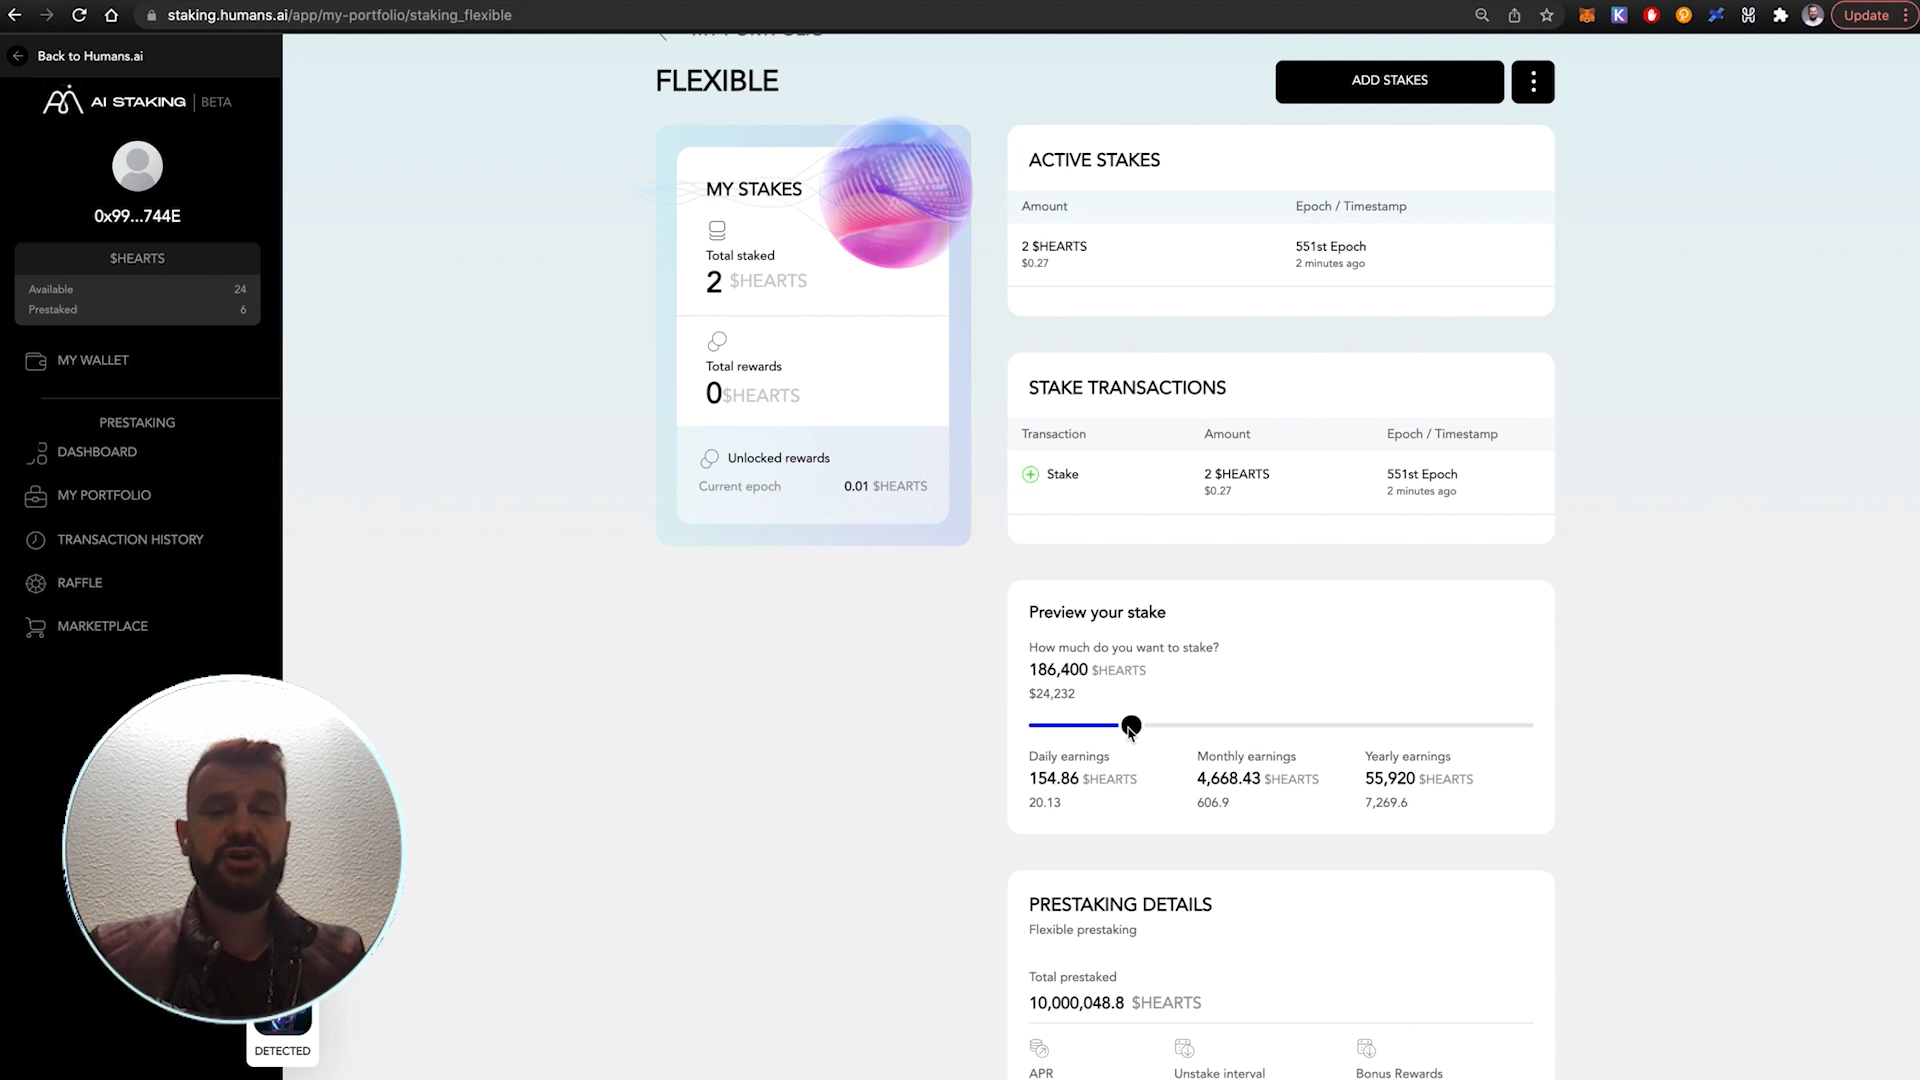 staking.humans.ai/app/my-portfolio/staking_flexible
Update
Back to Humans.ai
AI STAKING | BETA
0x99...744E
$HEARTS
Available 24
Prestaked 6
MY WALLET
PRESTAKING
DASHBOARD
MY PORTFOLIO
TRANSACTION HISTORY
RAFFLE
MARKETPLACE
DETECTED
FLEXIBLE
ADD STAKES
MY STAKES
Total staked
2 $HEARTS
Total rewards
0 $HEARTS
Unlocked rewards
Current epoch 0.01 $HEARTS
ACTIVE STAKES
Amount Epoch / Timestamp
2 $HEARTS 551st Epoch
$0.27 2 minutes ago
STAKE TRANSACTIONS
Transaction Amount Epoch / Timestamp
Stake 2 $HEARTS 551st Epoch
$0.27 2 minutes ago
Preview your stake
How much do you want to stake?
186,400 $HEARTS
$24,232
Daily earnings Monthly earnings Yearly earnings
154.86 $HEARTS 4,668.43 $HEARTS 55,920 $HEARTS
20.13 606.9 7,269.6
PRESTAKING DETAILS
Flexible prestaking
Total prestaked
10,000,048.8 $HEARTS
APR Unstake interval Bonus Rewards